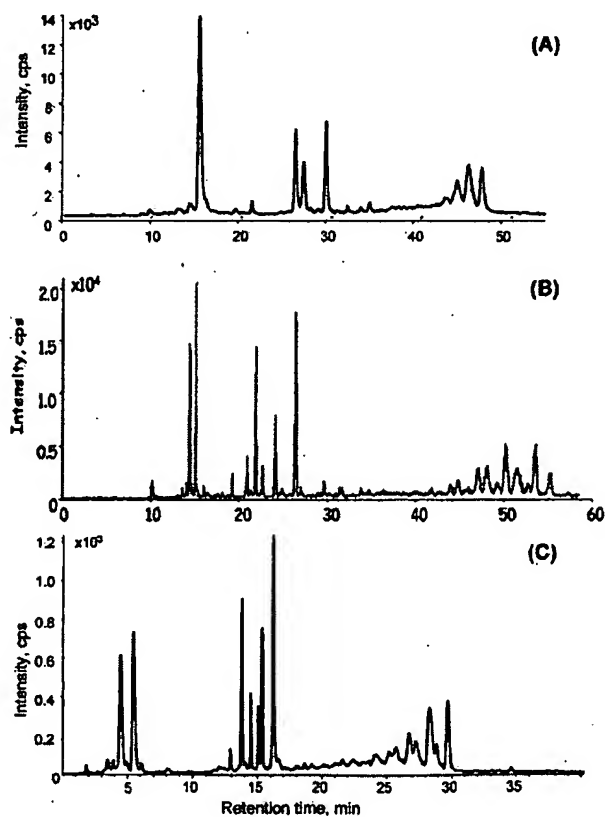 x10³ (A)
14
12
10
8
6
4
2
0
Intensity, cps
0 10 20 30 40 50
x10⁴ (B)
2.0
1.5
1.0
0.5
0
Intensity, cps
0 10 20 30 40 50 60
x10³ (C)
1.2
1.0
0.8
0.6
0.4
0.2
0
Intensity, cps
5 10 15 20 25 30 35
Retention time, min